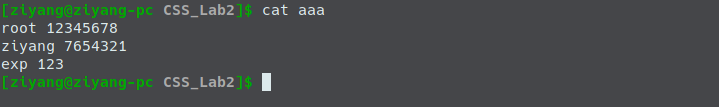 [ziyang@ziyang-pc CSS_Lab2]$ cat aaa
root 12345678
ziyang 7654321
exp 123
[ziyang@ziyang-pc CSS_Lab2]$